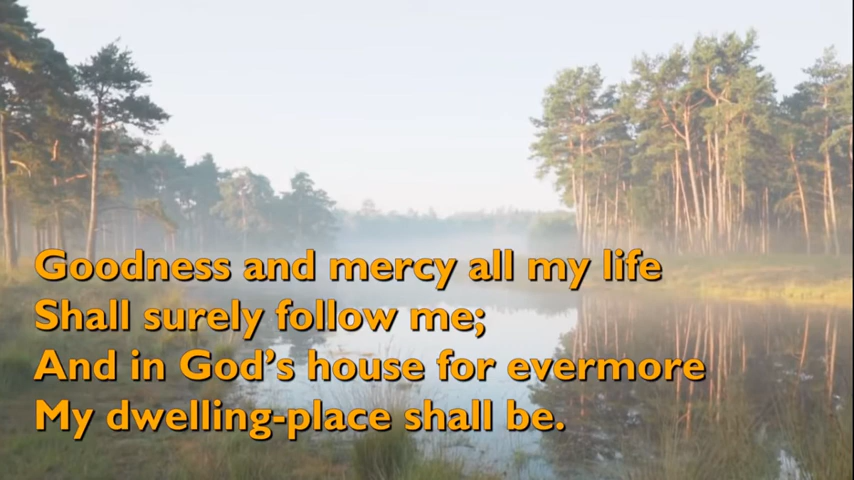 Goodness and mercy all my life
Shall surely follow me;
And in God’s house for evermore
My dwelling-place shall be.